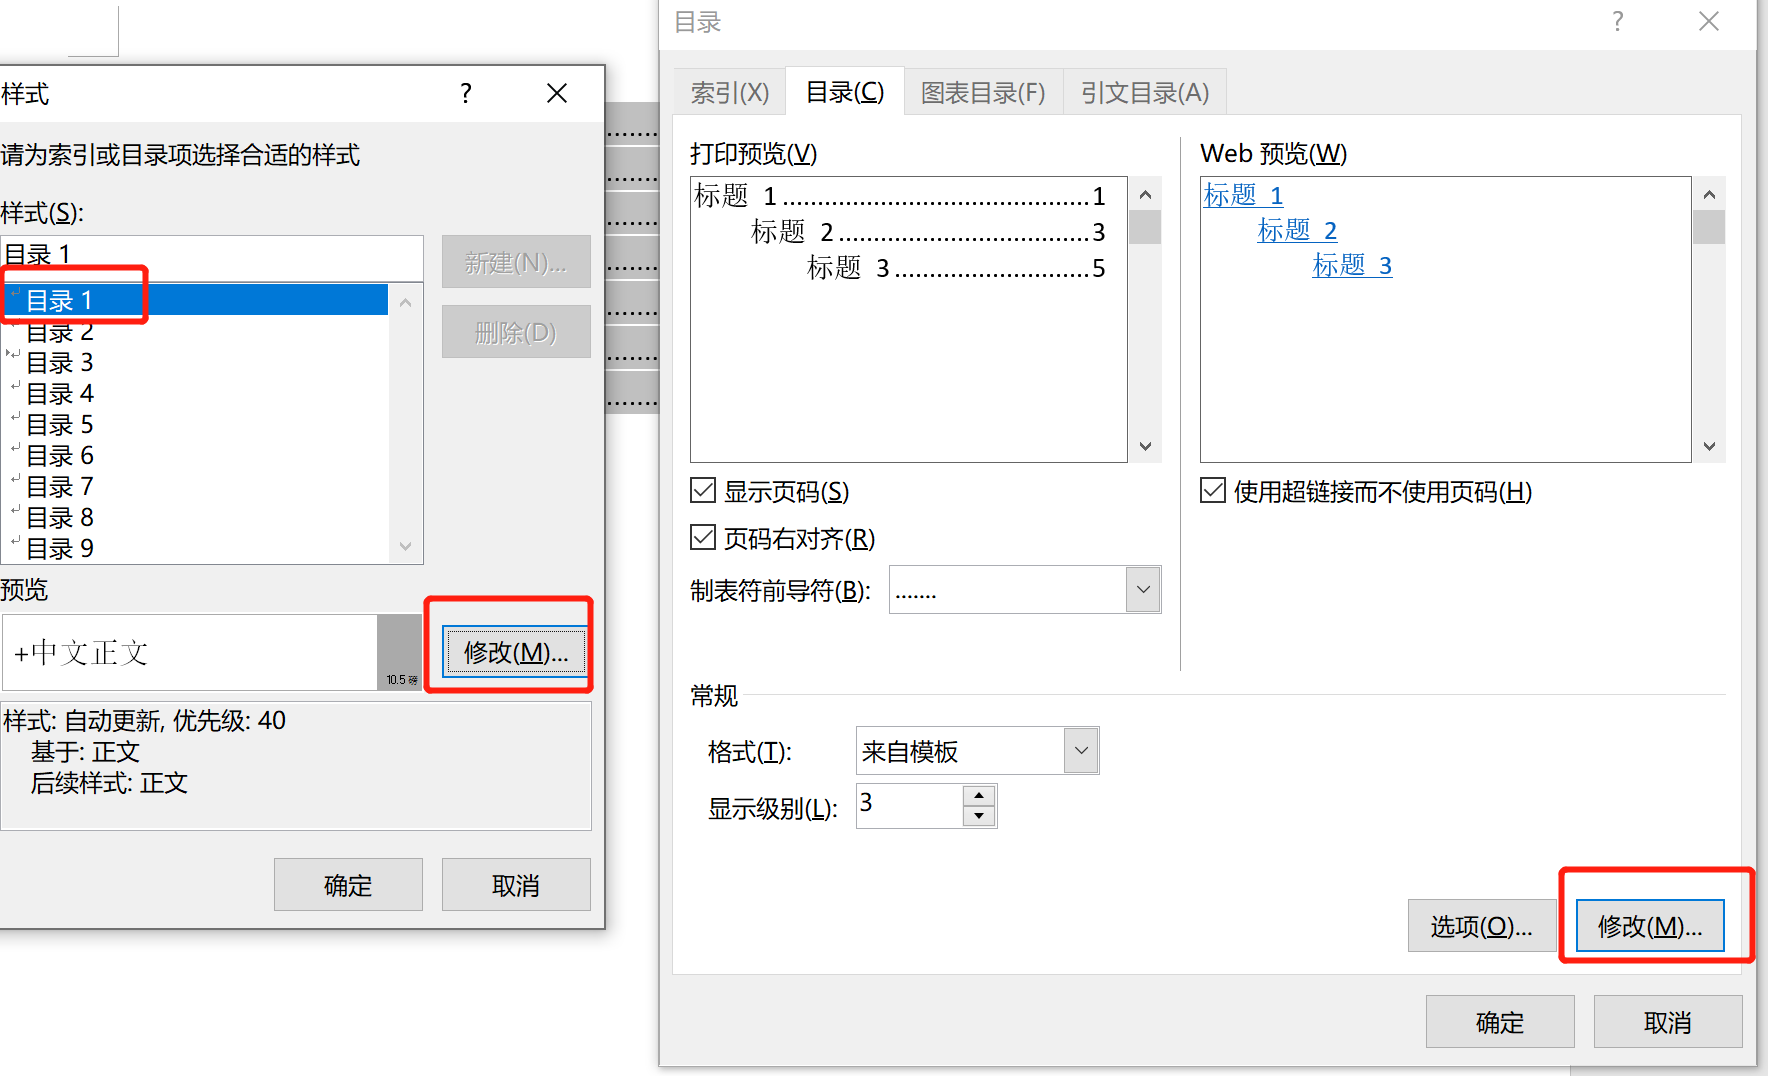 样式
?
请为索引或目录项选择合适的样式
样式(S):
目录 1
目录 1
目录 2
目录 3
目录 4
目录 5
目录 6
目录 7
目录 8
目录 9
新建(N)...
删除(D)
预览
+中文正文
10.5 磅
修改(M)...
样式: 自动更新, 优先级: 40
基于: 正文
后续样式: 正文
确定
取消
目录
?
索引(X)
目录(C)
图表目录(F)
引文目录(A)
打印预览(V)
标题 1.......................................1
标题 2................................3
标题 3.........................5
Web 预览(W)
标题 1
标题 2
标题 3
显示页码(S)
页码右对齐(R)
制表符前导符(B):
.......
使用超链接而不使用页码(H)
常规
格式(T):
来自模板
显示级别(L):
3
选项(O)...
修改(M)...
确定
取消